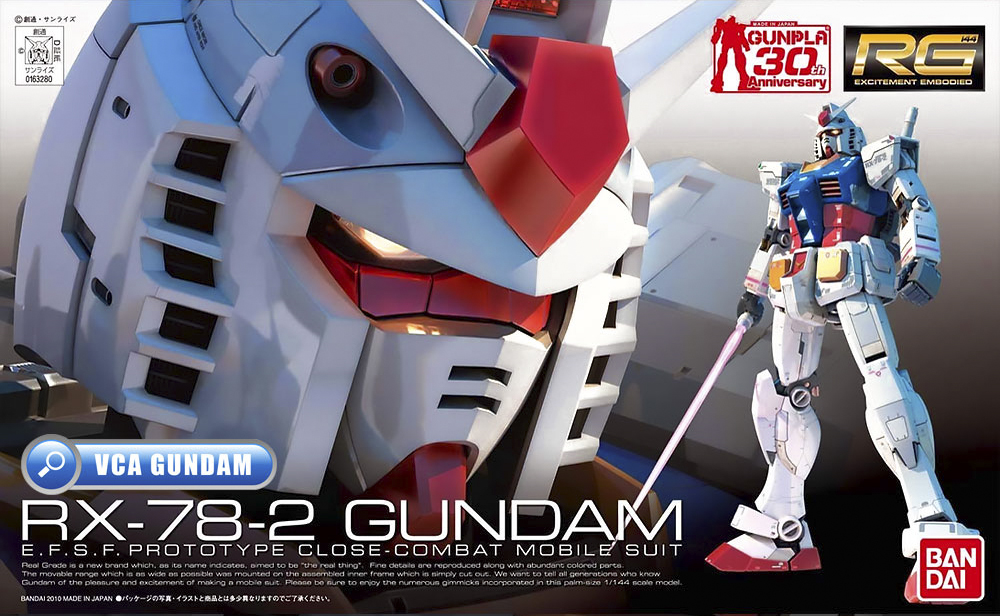 ©創通・サンライズ
創通
サンライズ
0163280
MADE IN JAPAN
GUNPLA
30th
Anniversary
RG
1/144
EXCITEMENT EMBODIED
VCA GUNDAM
RX-78-2 GUNDAM
E.F.S.F. PROTOTYPE CLOSE-COMBAT MOBILE SUIT
Real Grade is a new brand which, as its name indicates, aimed to be "the real thing". Fine details are reproduced along with abundant colored parts.
The movable range which is as wide as possible was mounted on the assembled inner frame which is simply cut out. We want to tell all generations who know
Gundam of the pleasure and excitement of making a mobile suit. Please be sure to enjoy the numerous gimmicks incorporated in this palm-size 1/144 scale model.
BANDAI 2010 MADE IN JAPAN ●パッケージの写真・イラストと商品とは多少異なりますのでご了承ください。
BAN
DAI